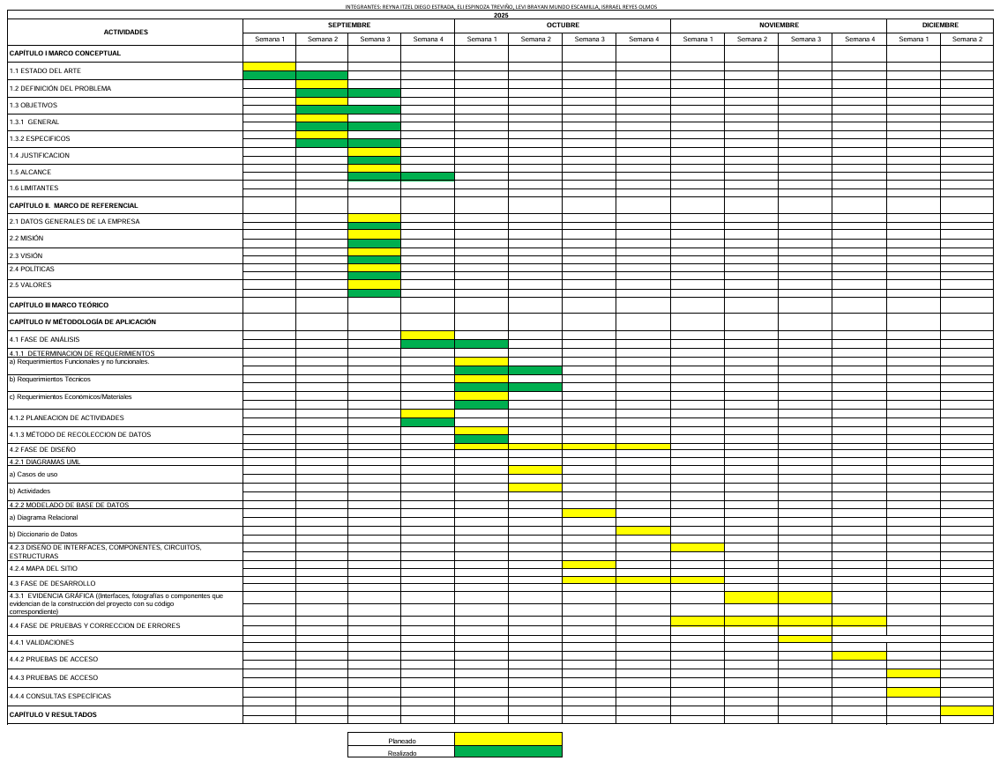 INTEGRANTES: REYNA ITZEL DIEGO ESTRADA, ELI ESPINOZA TREVIÑO, LEVI BRAYAN MUNDO ESCAMILLA, ISRRAEL REYES OLMOS
2025
ACTIVIDADES
SEPTIEMBRE OCTUBRE NOVIEMBRE DICIEMBRE
Semana 1 Semana 2 Semana 3 Semana 4 Semana 1 Semana 2 Semana 3 Semana 4 Semana 1 Semana 2 Semana 3 Semana 4 Semana 1 Semana 2
CAPÍTULO I MARCO CONCEPTUAL
1.1 ESTADO DEL ARTE
1.2 DEFINICIÓN DEL PROBLEMA
1.3 OBJETIVOS
1.3.1 GENERAL
1.3.2 ESPECIFICOS
1.4 JUSTIFICACION
1.5 ALCANCE
1.6 LIMITANTES
CAPÍTULO II. MARCO DE REFERENCIAL
2.1 DATOS GENERALES DE LA EMPRESA
2.2 MISIÓN
2.3 VISIÓN
2.4 POLÍTICAS
2.5 VALORES
CAPÍTULO III MARCO TEÓRICO
CAPÍTULO IV MÉTODOLOGÍA DE APLICACIÓN
4.1 FASE DE ANÁLISIS
4.1.1 DETERMINACION DE REQUERIMIENTOS
a) Requerimientos Funcionales y no funcionales.
b) Requerimientos Técnicos
c) Requerimientos Económicos/Materiales
4.1.2 PLANEACION DE ACTIVIDADES
4.1.3 MÉTODO DE RECOLECCION DE DATOS
4.2 FASE DE DISEÑO
4.2.1 DIAGRAMAS UML
a) Casos de uso
b) Actividades
4.2.2 MODELADO DE BASE DE DATOS
a) Diagrama Relacional
b) Diccionario de Datos
4.2.3 DISEÑO DE INTERFACES, COMPONENTES, CIRCUITOS,
ESTRUCTURAS
4.2.4 MAPA DEL SITIO
4.3 FASE DE DESARROLLO
4.3.1 EVIDENCIA GRÁFICA ((Interfaces, fotografías o componentes que
evidencian de la construcción del proyecto con su código
correspondiente)
4.4 FASE DE PRUEBAS Y CORRECCION DE ERRORES
4.4.1 VALIDACIONES
4.4.2 PRUEBAS DE ACCESO
4.4.3 PRUEBAS DE ACCESO
4.4.4 CONSULTAS ESPECÍFICAS
CAPÍTULO V RESULTADOS
Planeado
Realizado